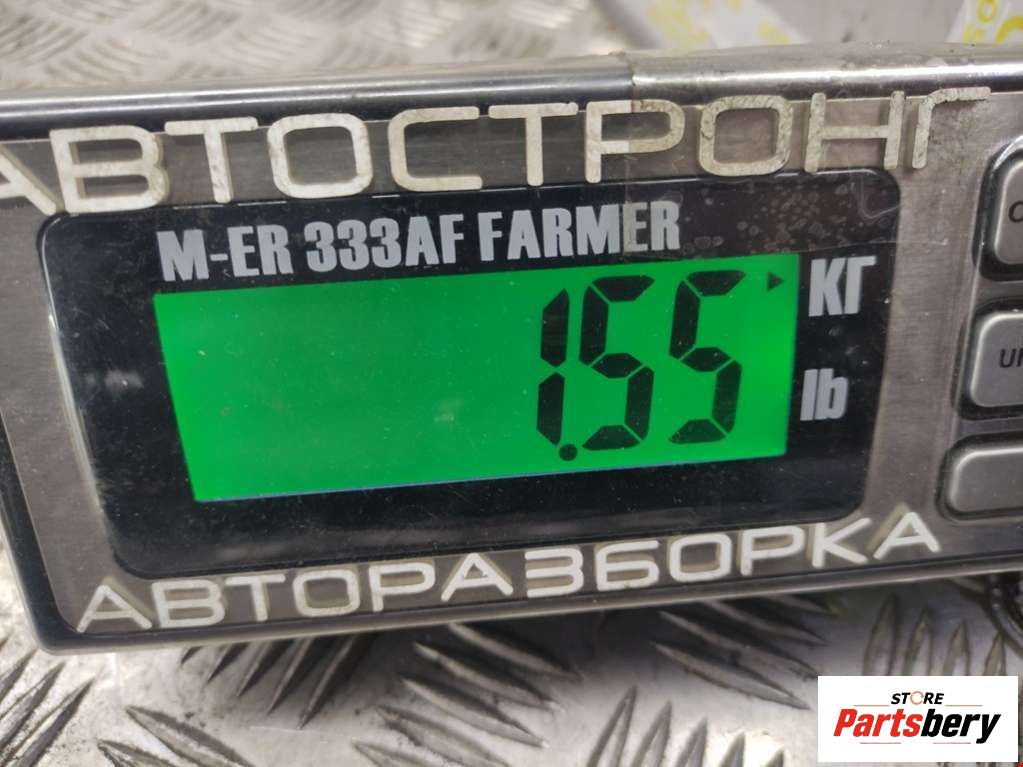 АВТОСТРОНГ
M-ER 333AF FARMER
1.55 КГ
lb
АВТОРАЗБОРКА
STORE
Partsbery